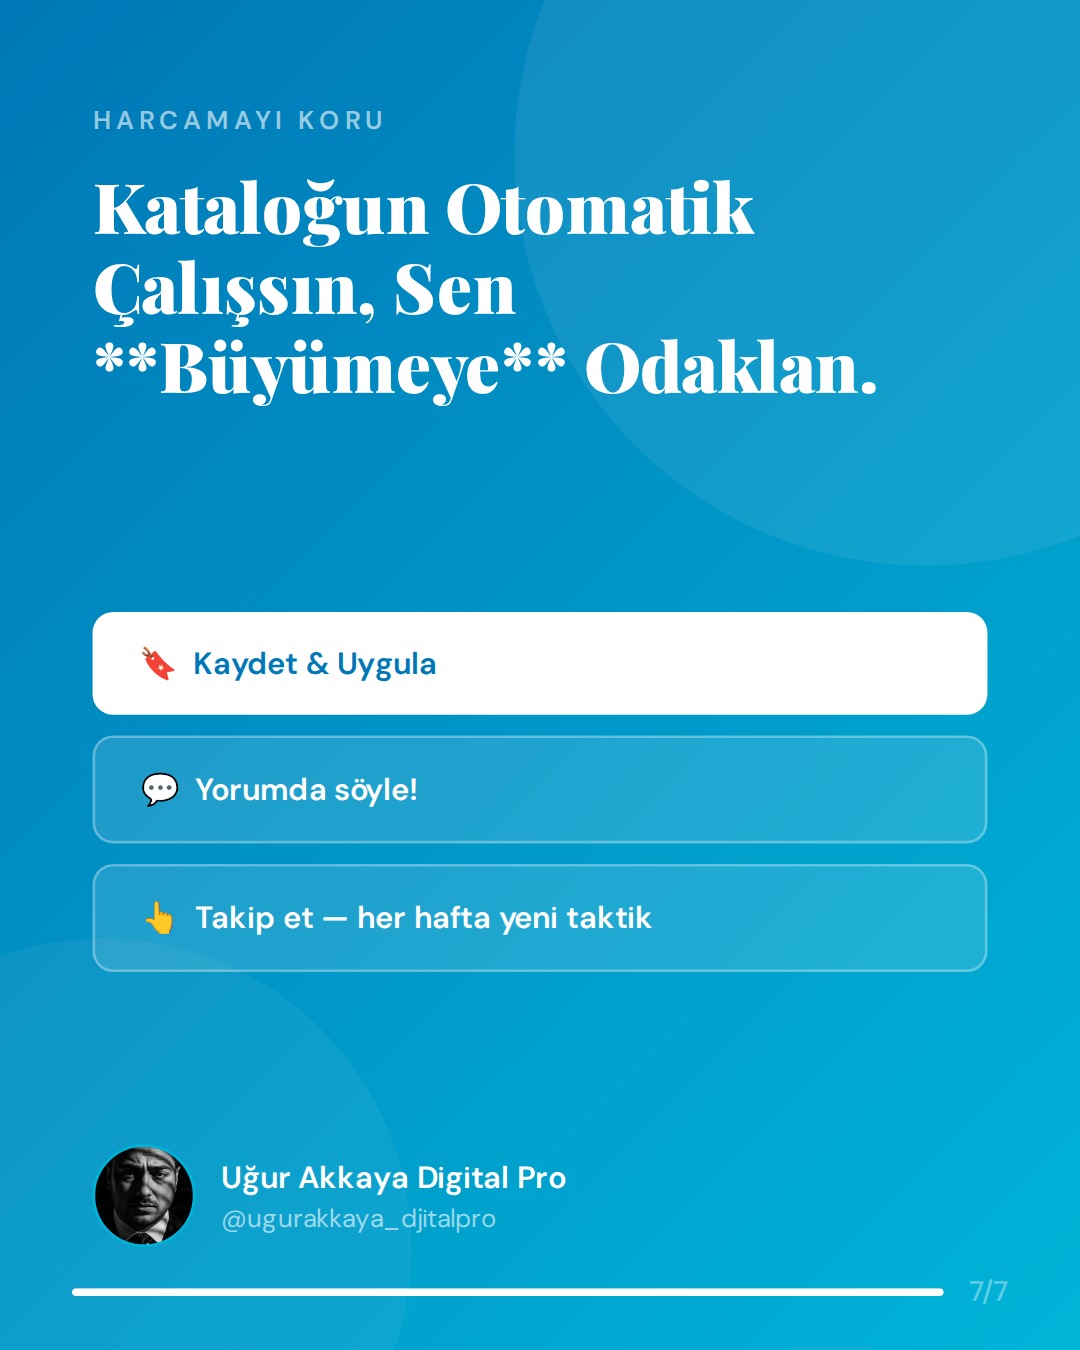 HARCAMAYI KORU
Kataloğun Otomatik
Çalışsın, Sen
**Büyümeye** Odaklan.
Kaydet & Uygula
Yorumda söyle!
Takip et — her hafta yeni taktik
Uğur Akkaya Digital Pro
@ugurakkaya_djitalpro
7/7